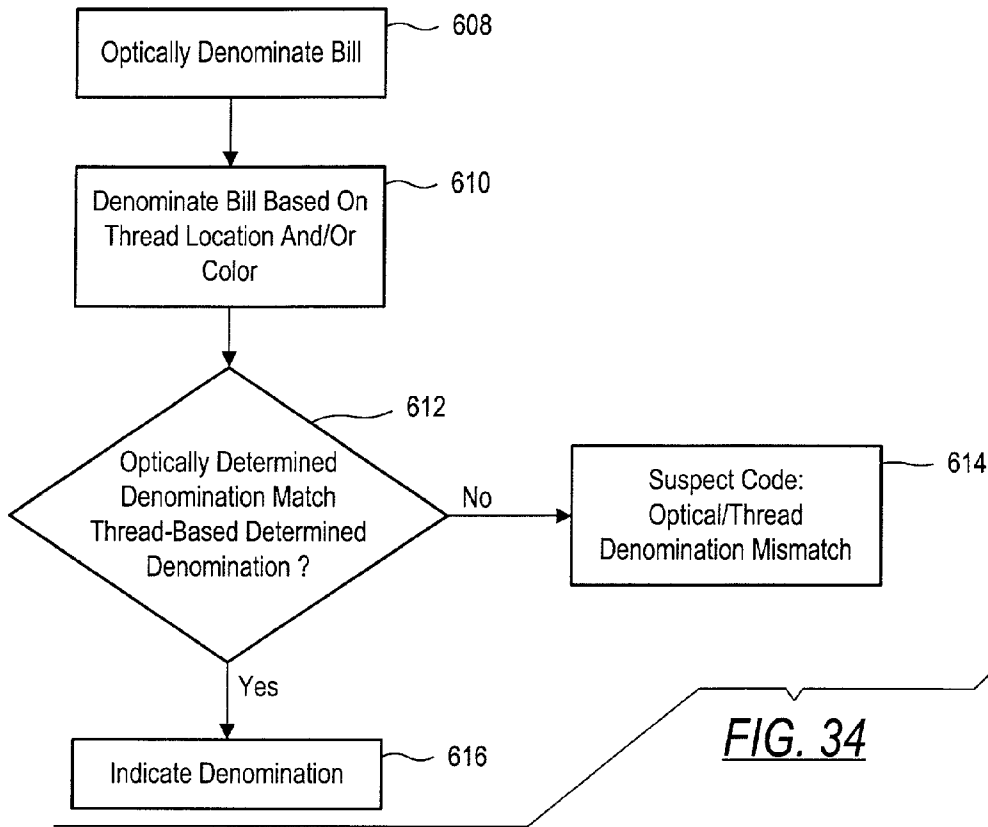 Optically Denominate Bill
608
Denominate Bill Based On
Thread Location And/Or
Color
610
Optically Determined
Denomination Match
Thread-Based Determined
Denomination ?
612
No
Suspect Code:
Optical/Thread
Denomination Mismatch
614
Yes
Indicate Denomination
616
FIG. 34